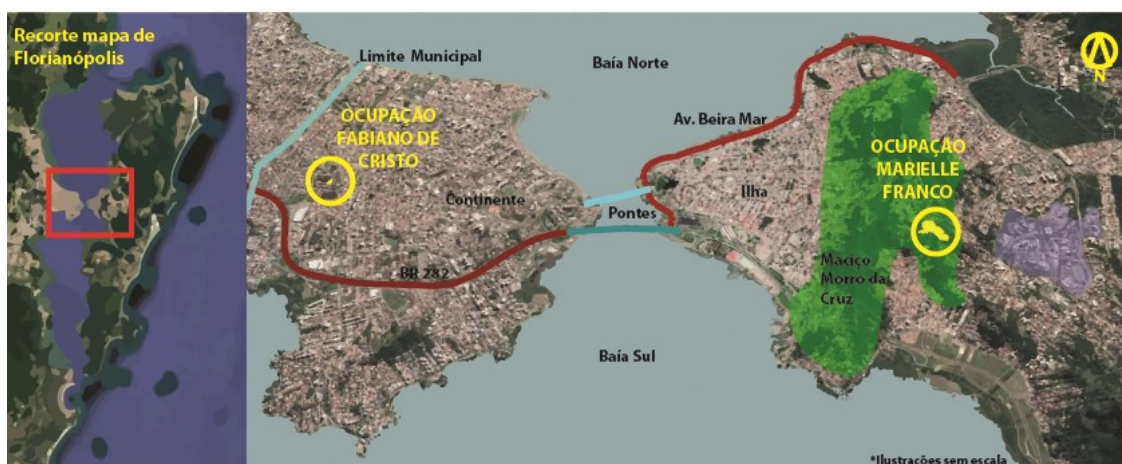 Recorte mapa de
Florianópolis
Limite Municipal
Baía Norte
N
OCUPAÇÃO
FABIANO DE
CRISTO
Av. Beira Mar
OCUPAÇÃO
MARIELLE
FRANCO
Continente
Ilha
Pontes
BR 282
Maciço
Morro da
Cruz
Baía Sul
*Ilustrações sem escala